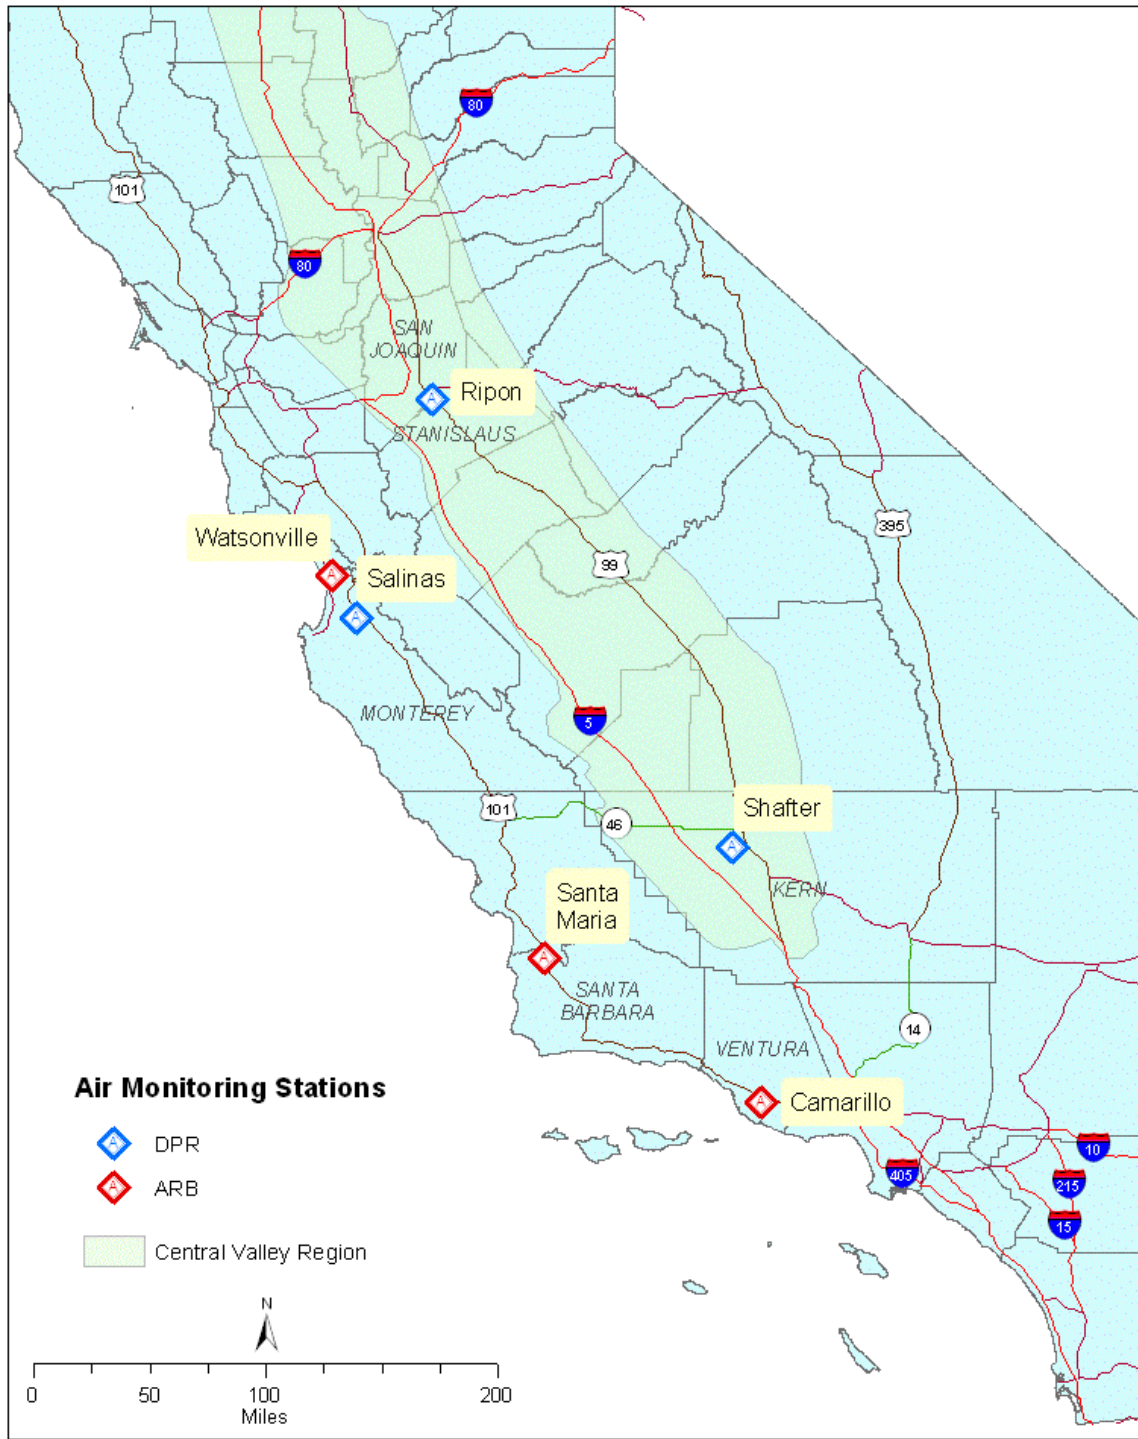 80
101
80
SAN
JOAQUIN
A
Ripon
STANISLAUS
395
Watsonville
99
A
Salinas
A
MONTEREY
5
101
46
Shafter
A
KERN
Santa
Maria
A
SANTA
BARBARA
14
VENTURA
A
Camarillo
10
405
215
15
Air Monitoring Stations
A DPR
A ARB
Central Valley Region
N
0 50 100 200
Miles